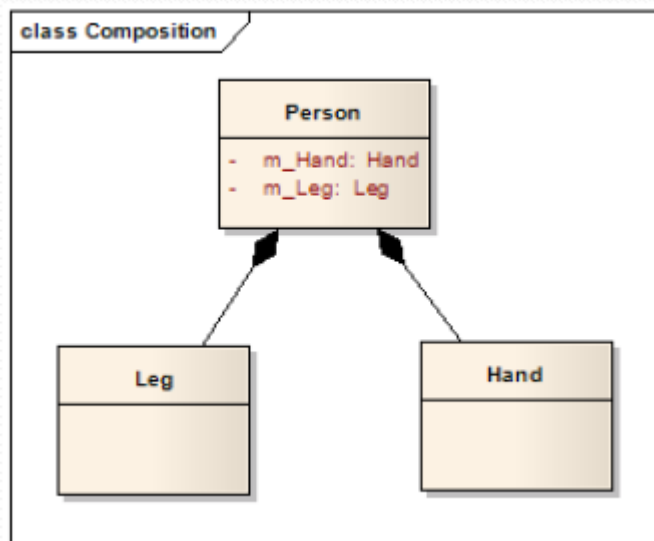 class Composition
Person
- m_Hand: Hand
- m_Leg: Leg
Leg
Hand